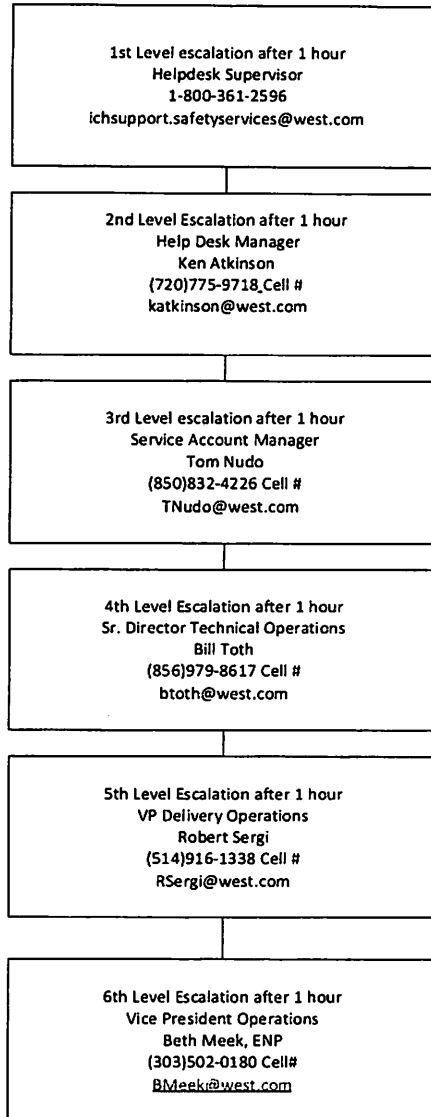 1st Level escalation after 1 hour
Helpdesk Supervisor
1-800-361-2596
ichsupport.safetyservices@west.com
2nd Level Escalation after 1 hour
Help Desk Manager
Ken Atkinson
(720)775-9718 Cell #
katkinson@west.com
3rd Level escalation after 1 hour
Service Account Manager
Tom Nudo
(850)832-4226 Cell #
TNudo@west.com
4th Level Escalation after 1 hour
Sr. Director Technical Operations
Bill Toth
(856)979-8617 Cell #
btoth@west.com
5th Level Escalation after 1 hour
VP Delivery Operations
Robert Sergi
(514)916-1338 Cell #
RSergi@west.com
6th Level Escalation after 1 hour
Vice President Operations
Beth Meek, ENP
(303)502-0180 Cell#
BMeek@west.com